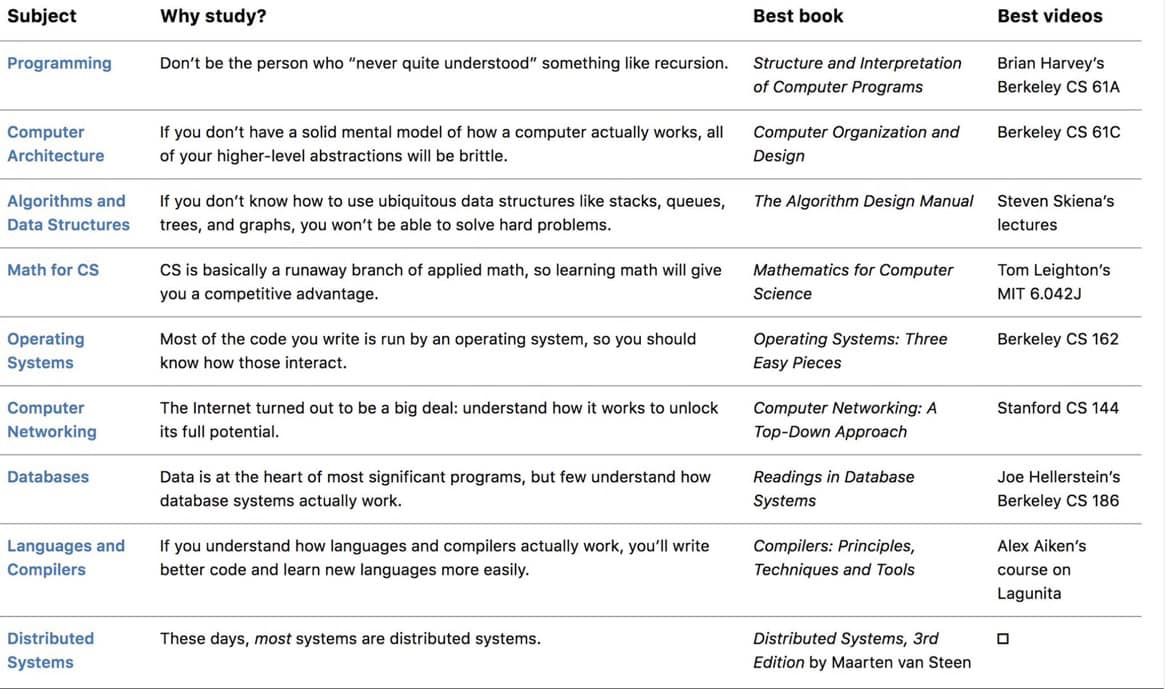 Subject Why study? Best book Best videos
Programming Don’t be the person who “never quite understood” something like recursion. Structure and Interpretation Brian Harvey’s
of Computer Programs Berkeley CS 61A
Computer If you don’t have a solid mental model of how a computer actually works, all Computer Organization and Berkeley CS 61C
Architecture of your higher-level abstractions will be brittle. Design
Algorithms and If you don’t know how to use ubiquitous data structures like stacks, queues, The Algorithm Design Manual Steven Skiena’s
Data Structures trees, and graphs, you won’t be able to solve hard problems. lectures
Math for CS CS is basically a runaway branch of applied math, so learning math will give Mathematics for Computer Tom Leighton’s
you a competitive advantage. Science MIT 6.042J
Operating Most of the code you write is run by an operating system, so you should Operating Systems: Three Berkeley CS 162
Systems know how those interact. Easy Pieces
Computer The Internet turned out to be a big deal: understand how it works to unlock Computer Networking: A Stanford CS 144
Networking its full potential. Top-Down Approach
Databases Data is at the heart of most significant programs, but few understand how Readings in Database Joe Hellerstein’s
database systems actually work. Systems Berkeley CS 186
Languages and If you understand how languages and compilers actually work, you’ll write Compilers: Principles, Alex Aiken’s
Compilers better code and learn new languages more easily. Techniques and Tools course on
Lagunita
Distributed These days, most systems are distributed systems. Distributed Systems, 3rd
Systems Edition by Maarten van Steen